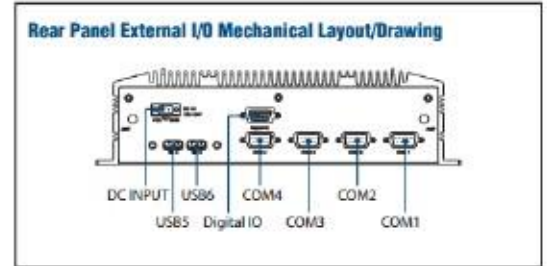 Rear Panel External I/O Mechanical Layout/Drawing
DC INPUT USB6 COM4 COM2
USB5 Digital IO COM3 COM1